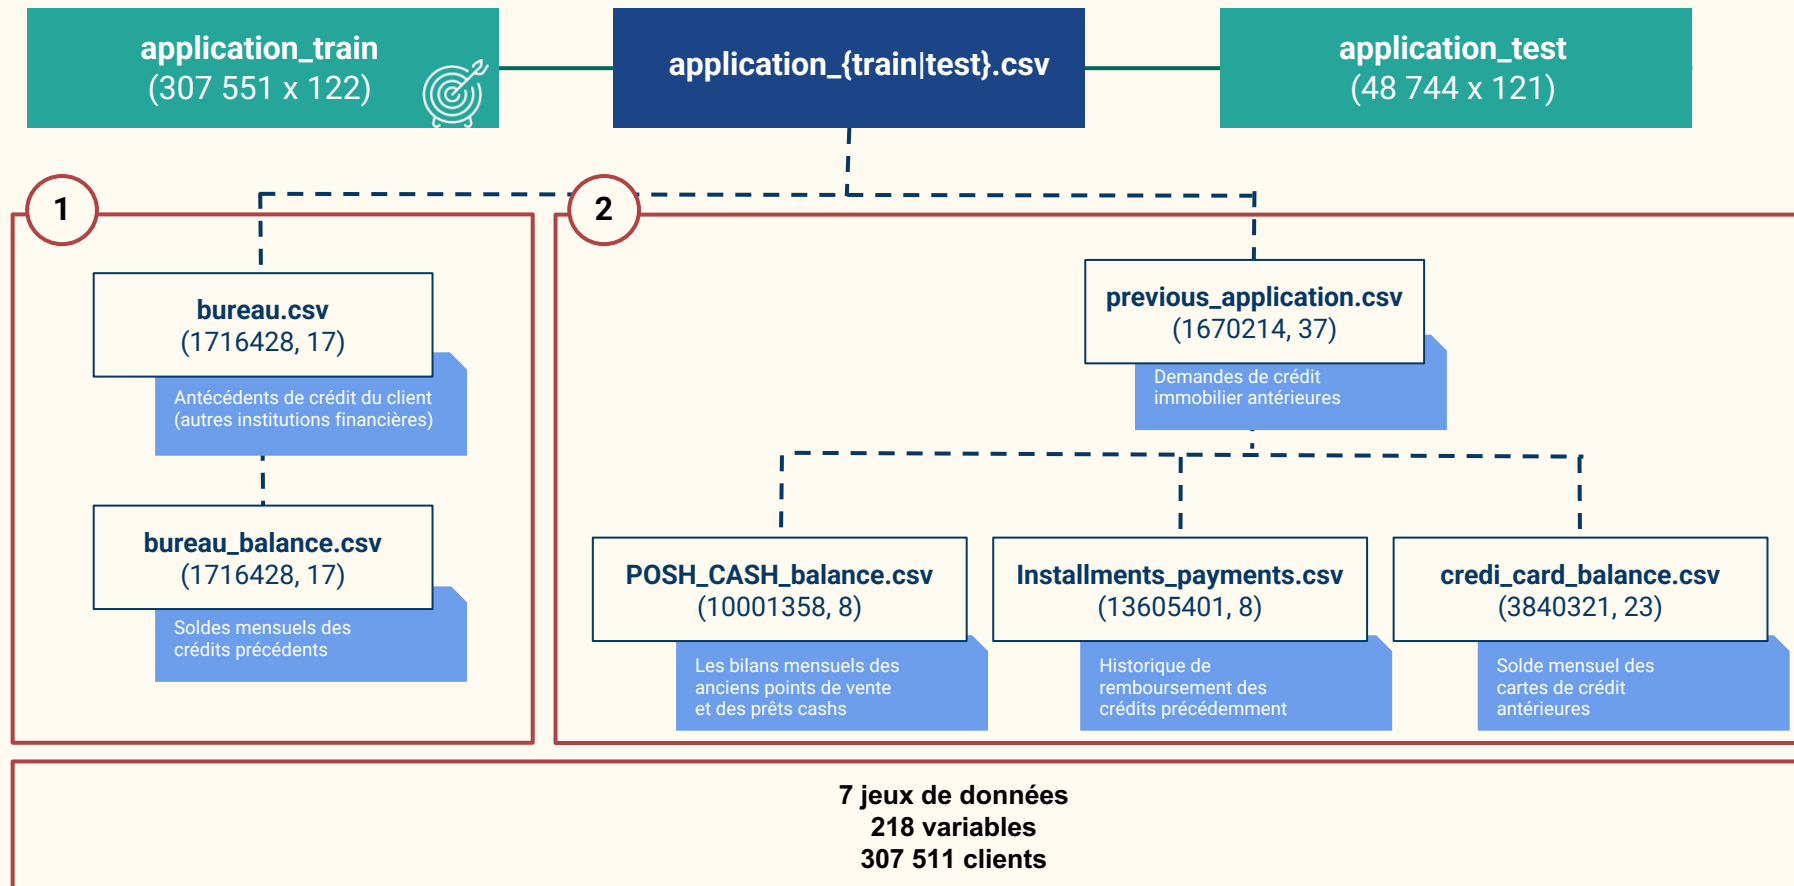 application_train
(307 551 x 122)
application_{train|test}.csv
application_test
(48 744 x 121)
1
2
bureau.csv
(1716428, 17)
Antécédents de crédit du client
(autres institutions financières)
bureau_balance.csv
(1716428, 17)
Soldes mensuels des
crédits précédents
previous_application.csv
(1670214, 37)
Demandes de crédit
immobilier antérieures
POSH_CASH_balance.csv
(10001358, 8)
Les bilans mensuels des
anciens points de vente
et des prêts cashs
Installments_payments.csv
(13605401, 8)
Historique de
remboursement des
crédits précédemment
credi_card_balance.csv
(3840321, 23)
Solde mensuel des
cartes de crédit
antérieures
7 jeux de données
218 variables
307 511 clients